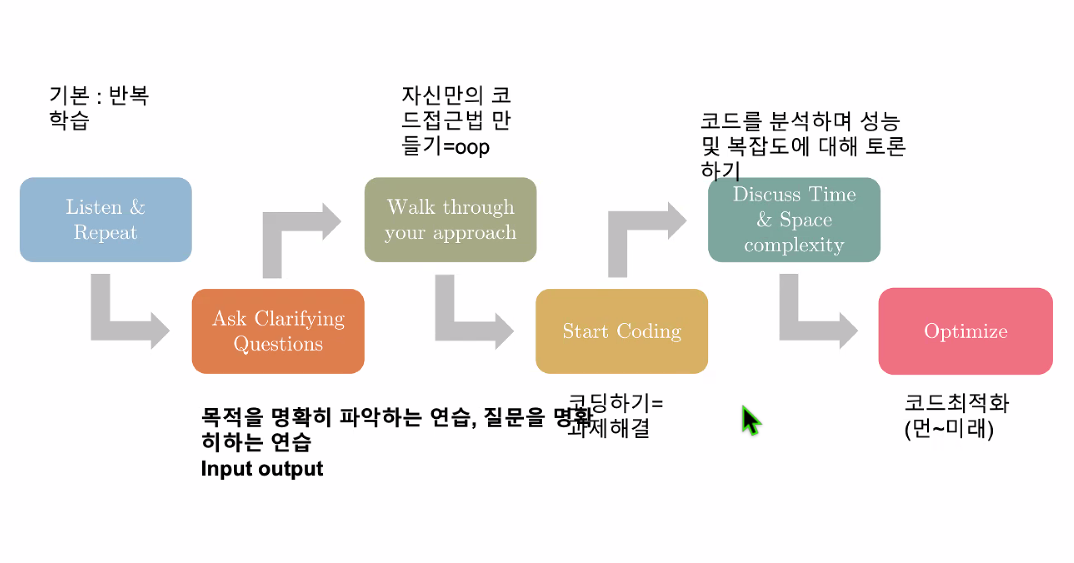 기본 : 반복
학습
Listen &
Repeat
목적을 명확히 파악하는 연습, 질문을 명확
히하는 연습
Input output
Ask Clarifying
Questions
자신만의 코
드접근법 만
들기=oop
Walk through
your approach
Start Coding
코딩하기=
과제해결
코드를 분석하며 성능
및 복잡도에 대해 토론
하기
Discuss Time
& Space
complexity
Optimize
코드최적화
(먼~미래)